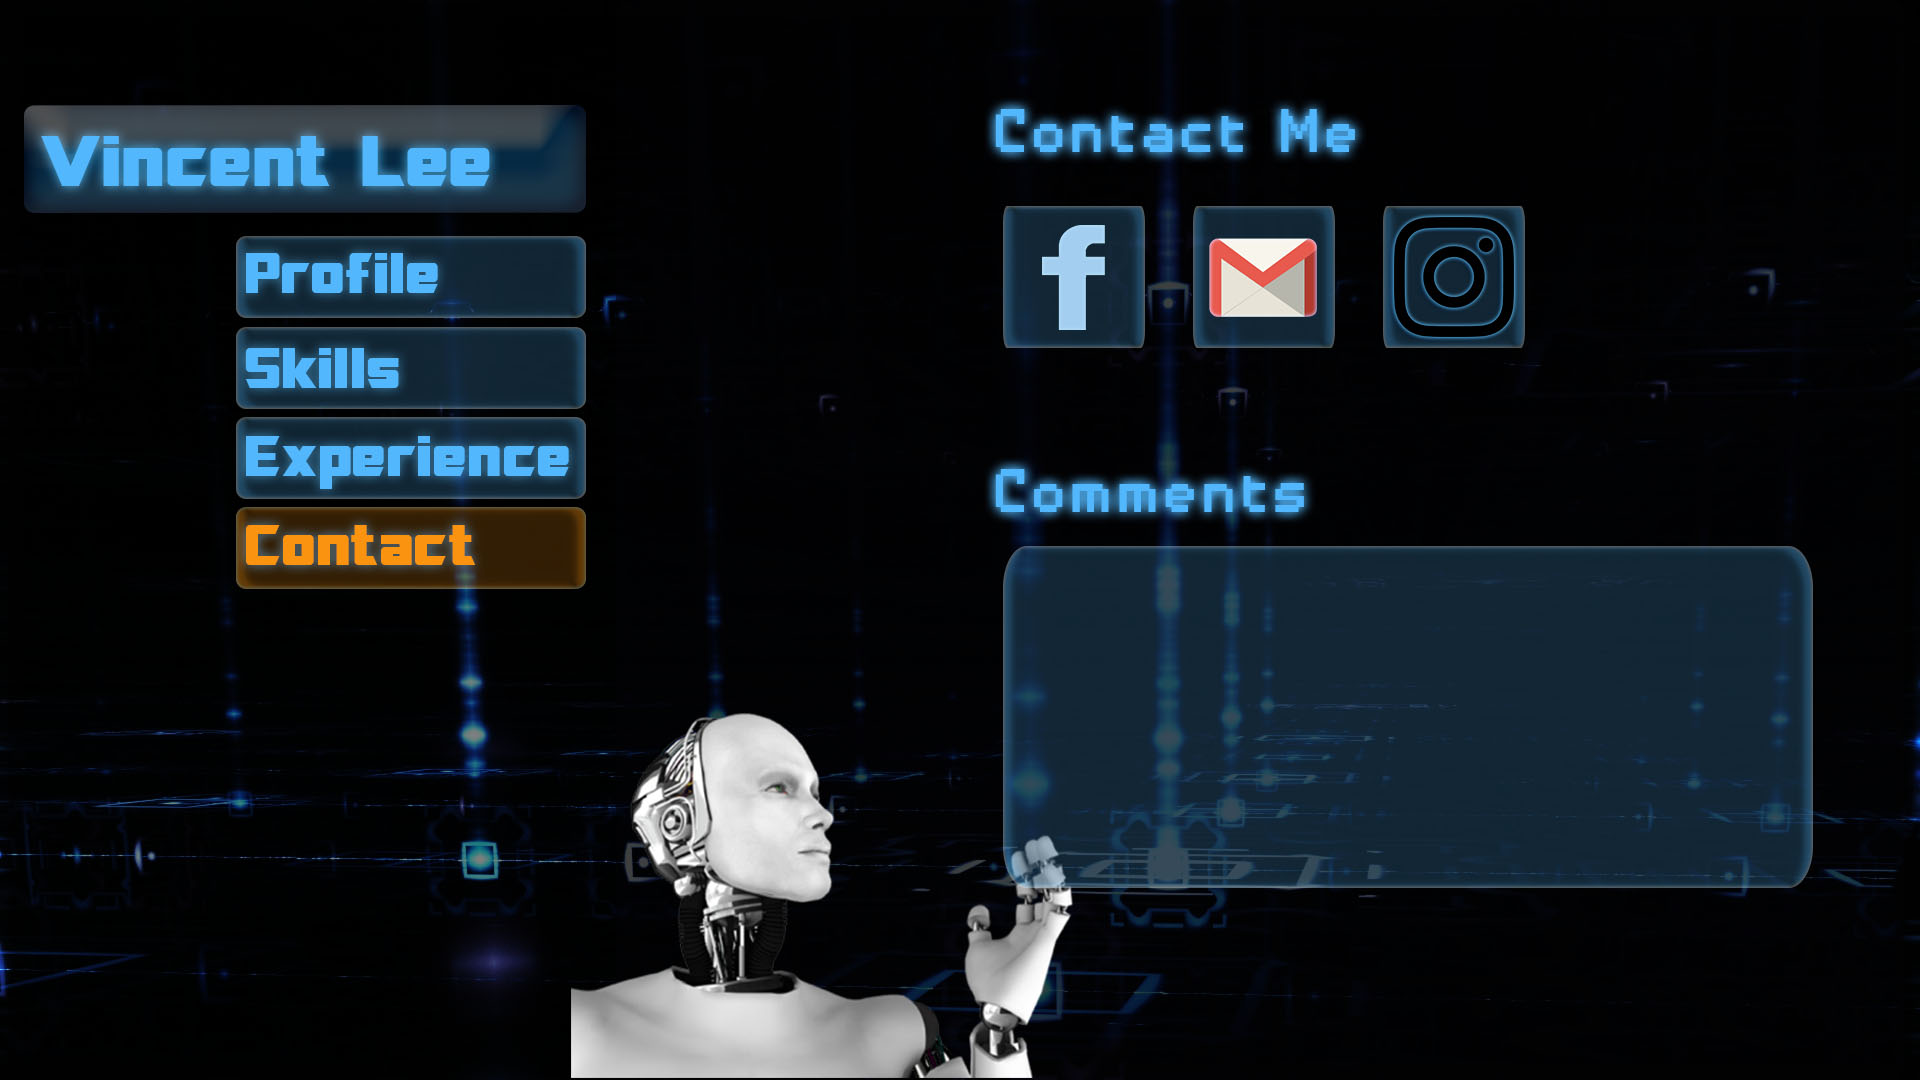 Vincent Lee
Profile
Skills
Experience
Contact
Contact Me
f
Comments